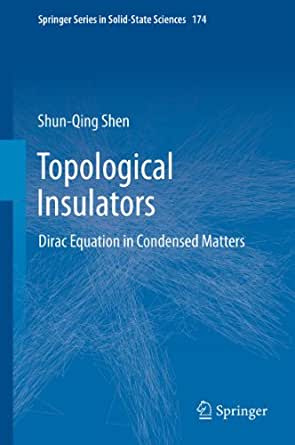 Springer Series in Solid-State Sciences 174
Shun-Qing Shen
Topological
Insulators
Dirac Equation in Condensed Matters
Springer